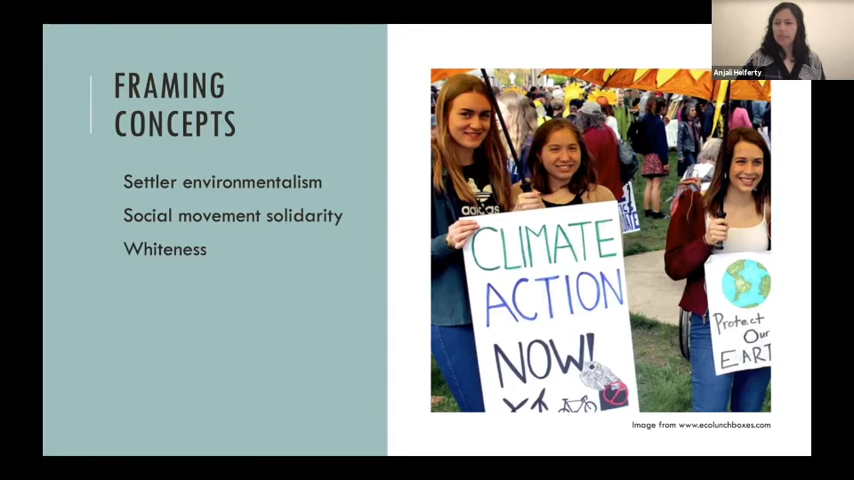 FRAMING
CONCEPTS
Settler environmentalism
Social movement solidarity
Whiteness
Anjali Helferty
adidas
CLIMATE
ACTION
NOW!
Protect
Our
EART
Image from www.ecolunchboxes.com